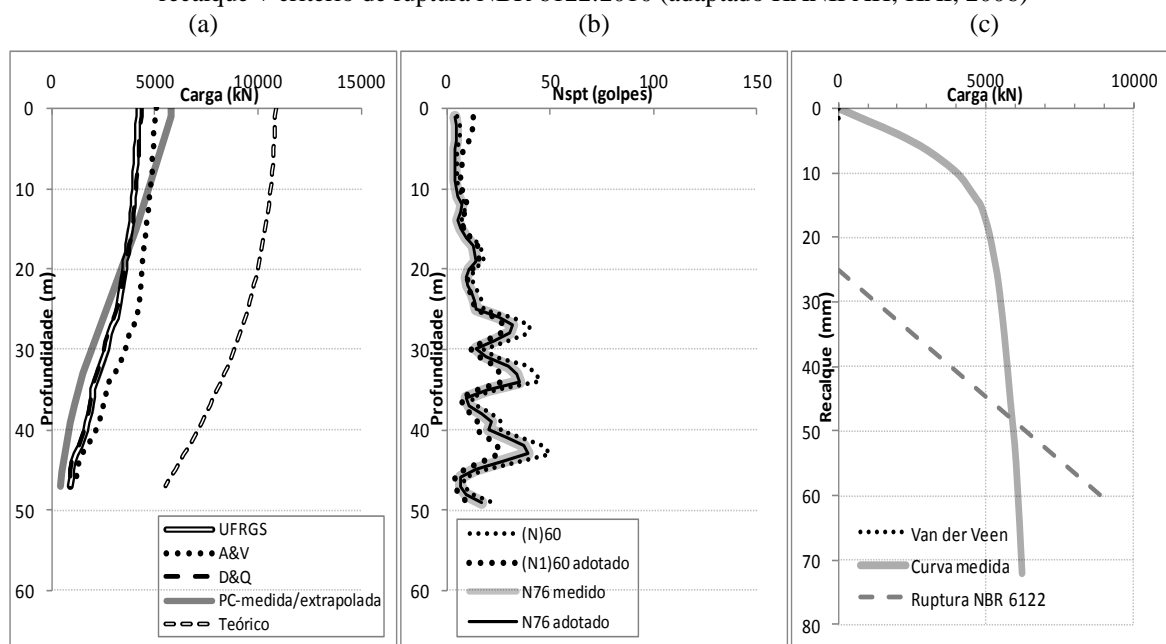 recalque v critério de ruptura NBR 6122:2010 (adaptado
(a) (b) (c)
0 5000 10000 15000
Carga (kN)
0
10
20
30
40
50
60
Profundidade (m)
UFRGS
A&V
D&Q
PC-medida/extrapolada
Teórico
0 50 100 150
Nspt (golpes)
0
10
20
30
40
50
60
Profundidade (m)
(N)60
(N1)60 adotado
N76 medido
N76 adotado
0 5000 10000
Carga (kN)
0
10
20
30
40
50
60
70
80
Recalque (mm)
Van der Veen
Curva medida
Ruptura NBR 6122